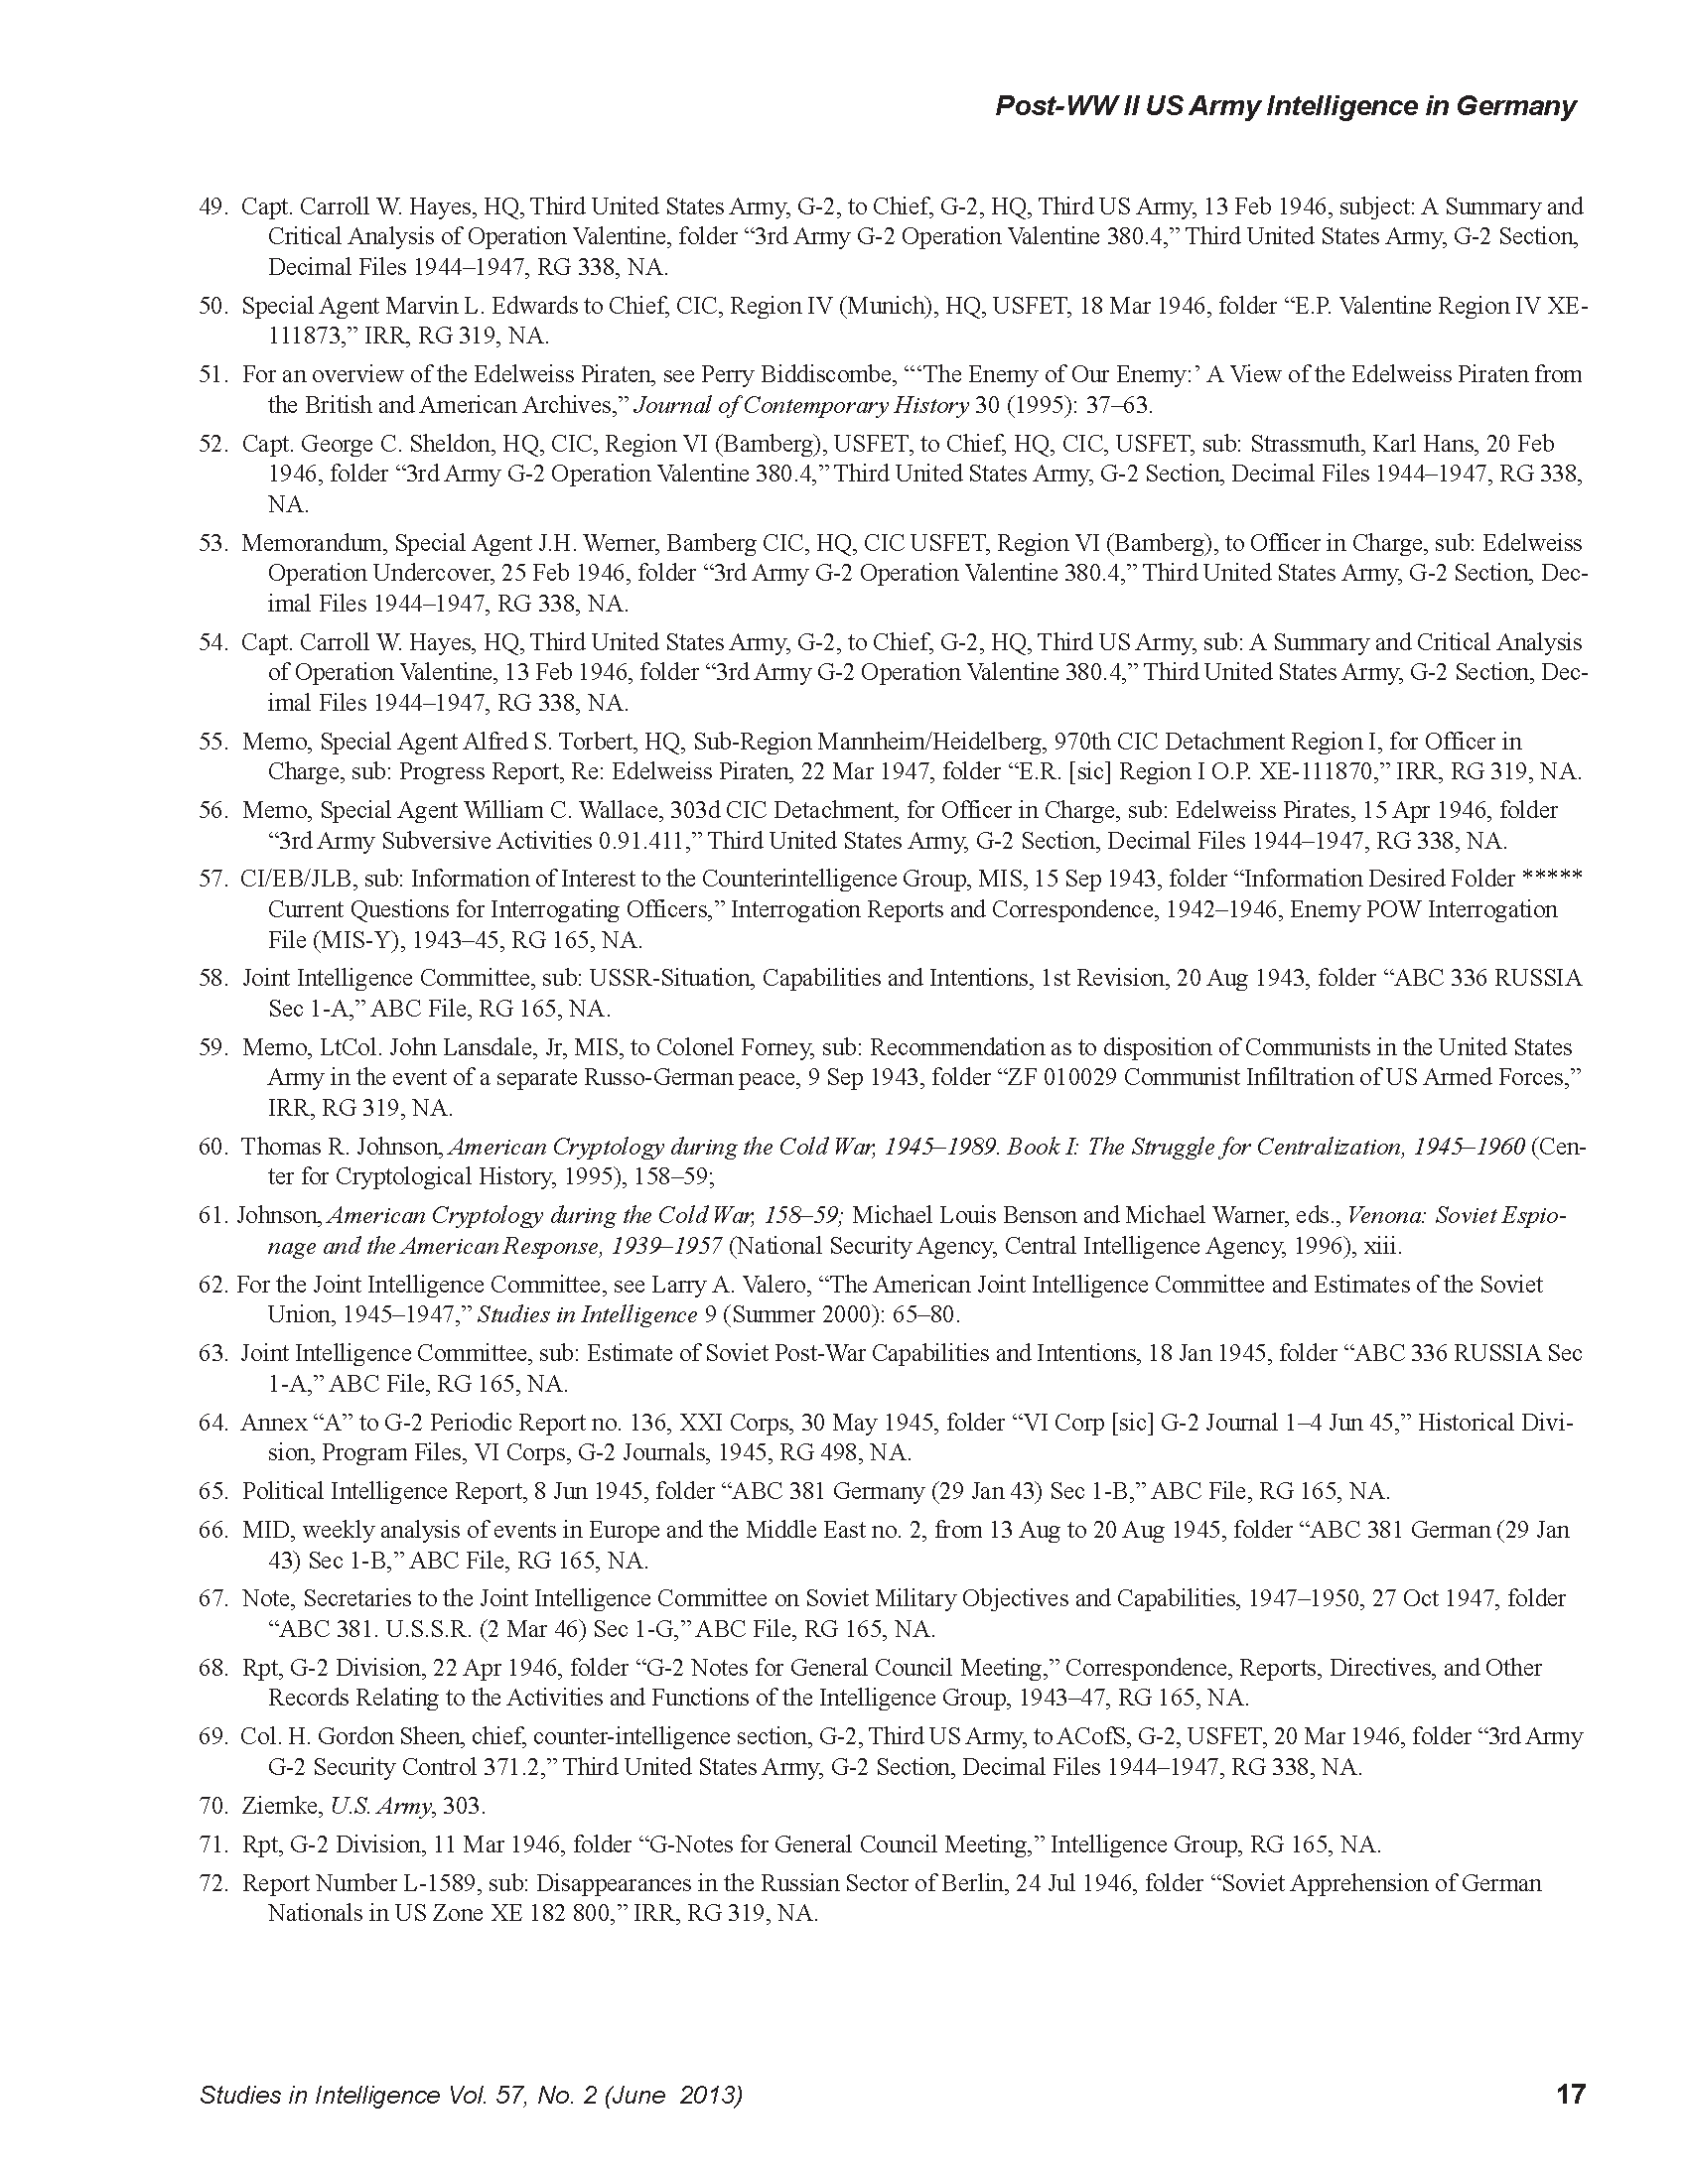 Post-WW II US Army Intelligence in Germany
49. Capt. Carroll W. Hayes, HQ, Third United States Army, G-2, to Chief, G-2, HQ, Third US Army, 13 Feb 1946, subject: A Summary and
Critical Analysis of Operation Valentine, folder “3rd Army G-2 Operation Valentine 380.4,” Third United States Army, G-2 Section,
Decimal Files 1944–1947, RG 338, NA.
50. Special Agent Marvin L. Edwards to Chief, CIC, Region IV (Munich), HQ, USFET, 18 Mar 1946, folder “E.P. Valentine Region IV XE-
111873,” IRR, RG 319, NA.
51. For an overview of the Edelweiss Piraten, see Perry Biddiscombe, “‘The Enemy of Our Enemy:’ A View of the Edelweiss Piraten from
the British and American Archives,” Journal of Contemporary History 30 (1995): 37–63.
52. Capt. George C. Sheldon, HQ, CIC, Region VI (Bamberg), USFET, to Chief, HQ, CIC, USFET, sub: Strassmuth, Karl Hans, 20 Feb
1946, folder “3rd Army G-2 Operation Valentine 380.4,” Third United States Army, G-2 Section, Decimal Files 1944–1947, RG 338,
NA.
53. Memorandum, Special Agent J.H. Werner, Bamberg CIC, HQ, CIC USFET, Region VI (Bamberg), to Officer in Charge, sub: Edelweiss
Operation Undercover, 25 Feb 1946, folder “3rd Army G-2 Operation Valentine 380.4,” Third United States Army, G-2 Section, Dec-
imal Files 1944–1947, RG 338, NA.
54. Capt. Carroll W. Hayes, HQ, Third United States Army, G-2, to Chief, G-2, HQ, Third US Army, sub: A Summary and Critical Analysis
of Operation Valentine, 13 Feb 1946, folder “3rd Army G-2 Operation Valentine 380.4,” Third United States Army, G-2 Section, Dec-
imal Files 1944–1947, RG 338, NA.
55. Memo, Special Agent Alfred S. Torbert, HQ, Sub-Region Mannheim/Heidelberg, 970th CIC Detachment Region I, for Officer in
Charge, sub: Progress Report, Re: Edelweiss Piraten, 22 Mar 1947, folder “E.R. [sic] Region I O.P. XE-111870,” IRR, RG 319, NA.
56. Memo, Special Agent William C. Wallace, 303d CIC Detachment, for Officer in Charge, sub: Edelweiss Pirates, 15 Apr 1946, folder
“3rd Army Subversive Activities 0.91.411,” Third United States Army, G-2 Section, Decimal Files 1944–1947, RG 338, NA.
57. CI/EB/JLB, sub: Information of Interest to the Counterintelligence Group, MIS, 15 Sep 1943, folder “Information Desired Folder *****
Current Questions for Interrogating Officers,” Interrogation Reports and Correspondence, 1942–1946, Enemy POW Interrogation
File (MIS-Y), 1943–45, RG 165, NA.
58. Joint Intelligence Committee, sub: USSR-Situation, Capabilities and Intentions, 1st Revision, 20 Aug 1943, folder “ABC 336 RUSSIA
Sec 1-A,” ABC File, RG 165, NA.
59. Memo, LtCol. John Lansdale, Jr, MIS, to Colonel Forney, sub: Recommendation as to disposition of Communists in the United States
Army in the event of a separate Russo-German peace, 9 Sep 1943, folder “ZF 010029 Communist Infiltration of US Armed Forces,”
IRR, RG 319, NA.
60. Thomas R. Johnson, American Cryptology during the Cold War, 1945–1989. Book I: The Struggle for Centralization, 1945–1960 (Cen-
ter for Cryptological History, 1995), 158–59;
61. Johnson, American Cryptology during the Cold War, 158–59; Michael Louis Benson and Michael Warner, eds., Venona: Soviet Espio-
nage and the American Response, 1939–1957 (National Security Agency, Central Intelligence Agency, 1996), xiii.
62. For the Joint Intelligence Committee, see Larry A. Valero, “The American Joint Intelligence Committee and Estimates of the Soviet
Union, 1945–1947,” Studies in Intelligence 9 (Summer 2000): 65–80.
63. Joint Intelligence Committee, sub: Estimate of Soviet Post-War Capabilities and Intentions, 18 Jan 1945, folder “ABC 336 RUSSIA Sec
1-A,” ABC File, RG 165, NA.
64. Annex “A” to G-2 Periodic Report no. 136, XXI Corps, 30 May 1945, folder “VI Corp [sic] G-2 Journal 1–4 Jun 45,” Historical Divi-
sion, Program Files, VI Corps, G-2 Journals, 1945, RG 498, NA.
65. Political Intelligence Report, 8 Jun 1945, folder “ABC 381 Germany (29 Jan 43) Sec 1-B,” ABC File, RG 165, NA.
66. MID, weekly analysis of events in Europe and the Middle East no. 2, from 13 Aug to 20 Aug 1945, folder “ABC 381 German (29 Jan
43) Sec 1-B,” ABC File, RG 165, NA.
67. Note, Secretaries to the Joint Intelligence Committee on Soviet Military Objectives and Capabilities, 1947–1950, 27 Oct 1947, folder
“ABC 381. U.S.S.R. (2 Mar 46) Sec 1-G,” ABC File, RG 165, NA.
68. Rpt, G-2 Division, 22 Apr 1946, folder “G-2 Notes for General Council Meeting,” Correspondence, Reports, Directives, and Other
Records Relating to the Activities and Functions of the Intelligence Group, 1943–47, RG 165, NA.
69. Col. H. Gordon Sheen, chief, counter-intelligence section, G-2, Third US Army, to ACofS, G-2, USFET, 20 Mar 1946, folder “3rd Army
G-2 Security Control 371.2,” Third United States Army, G-2 Section, Decimal Files 1944–1947, RG 338, NA.
70. Ziemke, U.S. Army, 303.
71. Rpt, G-2 Division, 11 Mar 1946, folder “G-Notes for General Council Meeting,” Intelligence Group, RG 165, NA.
72. Report Number L-1589, sub: Disappearances in the Russian Sector of Berlin, 24 Jul 1946, folder “Soviet Apprehension of German
Nationals in US Zone XE 182 800,” IRR, RG 319, NA.
Studies in Intelligence Vol. 57, No. 2 (June 2013)
17